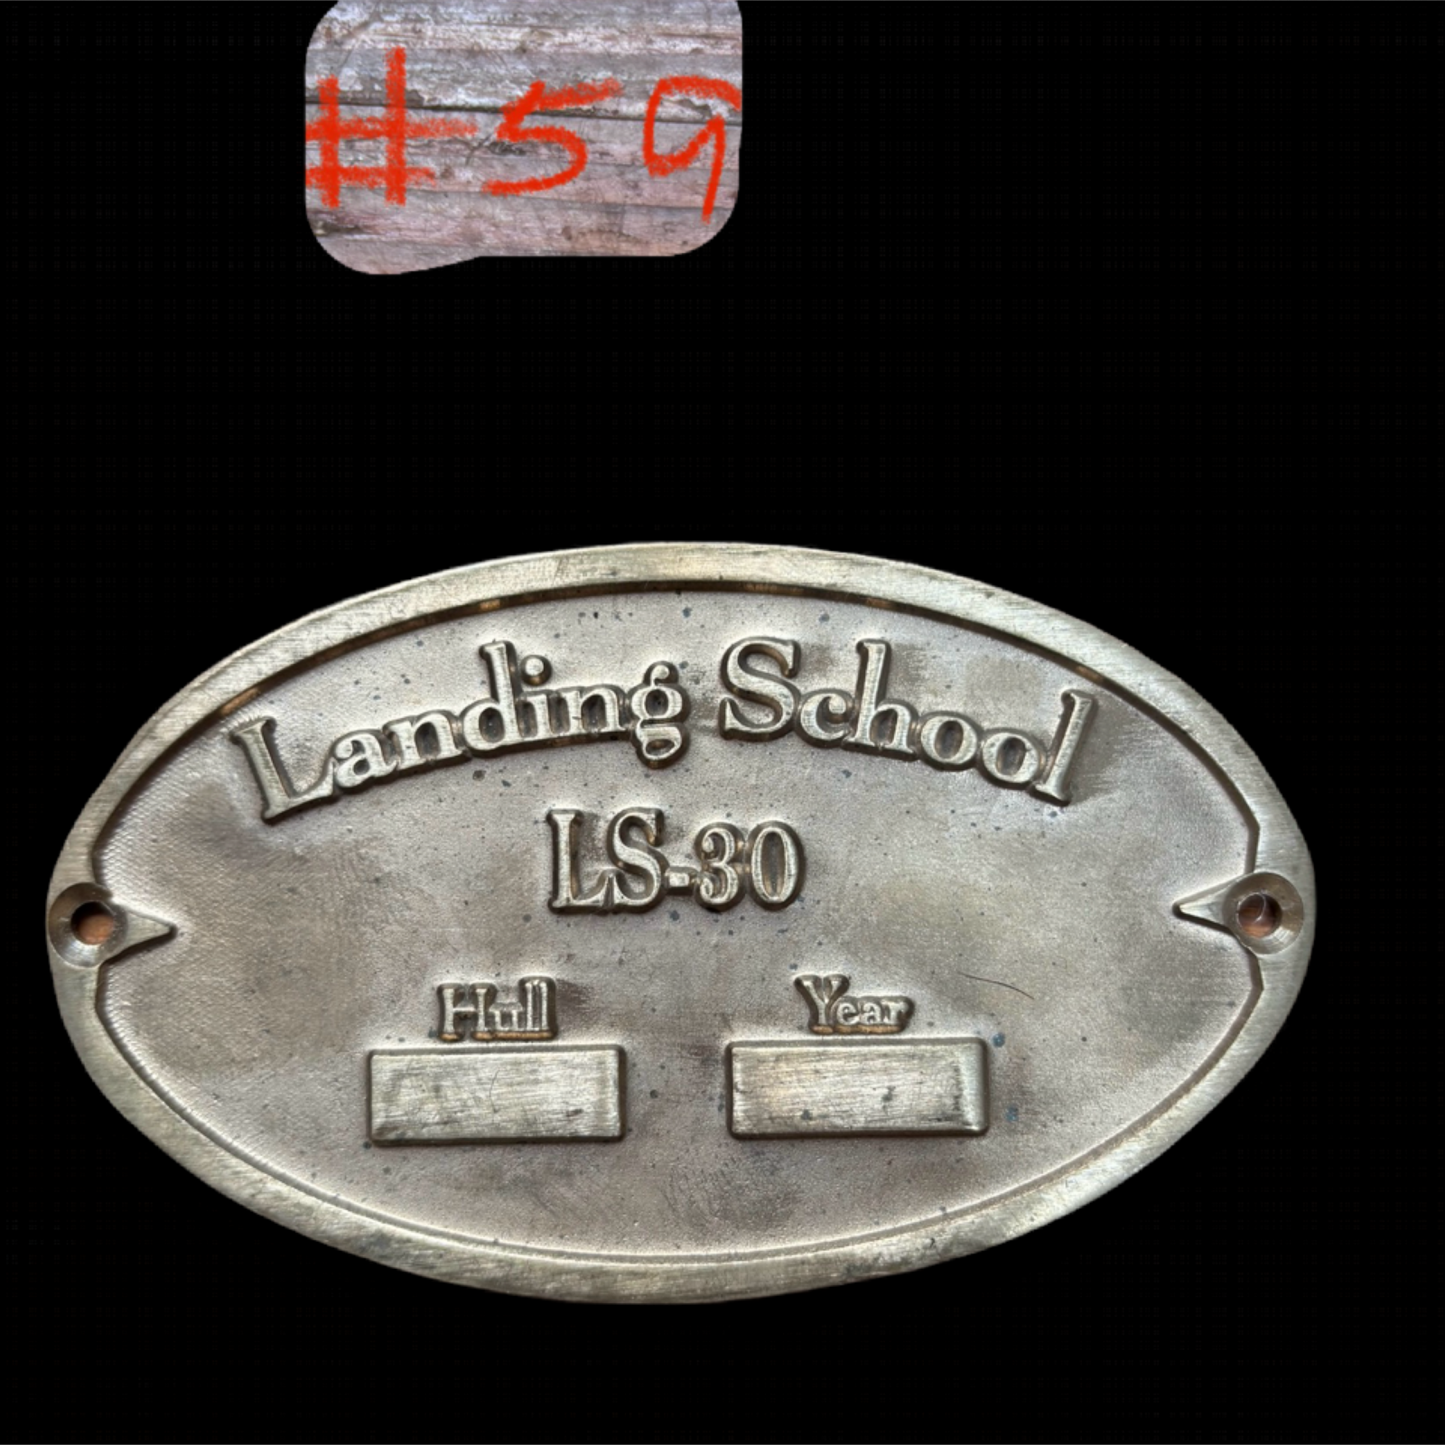 #59
Landing School
LS-30
Hull Year